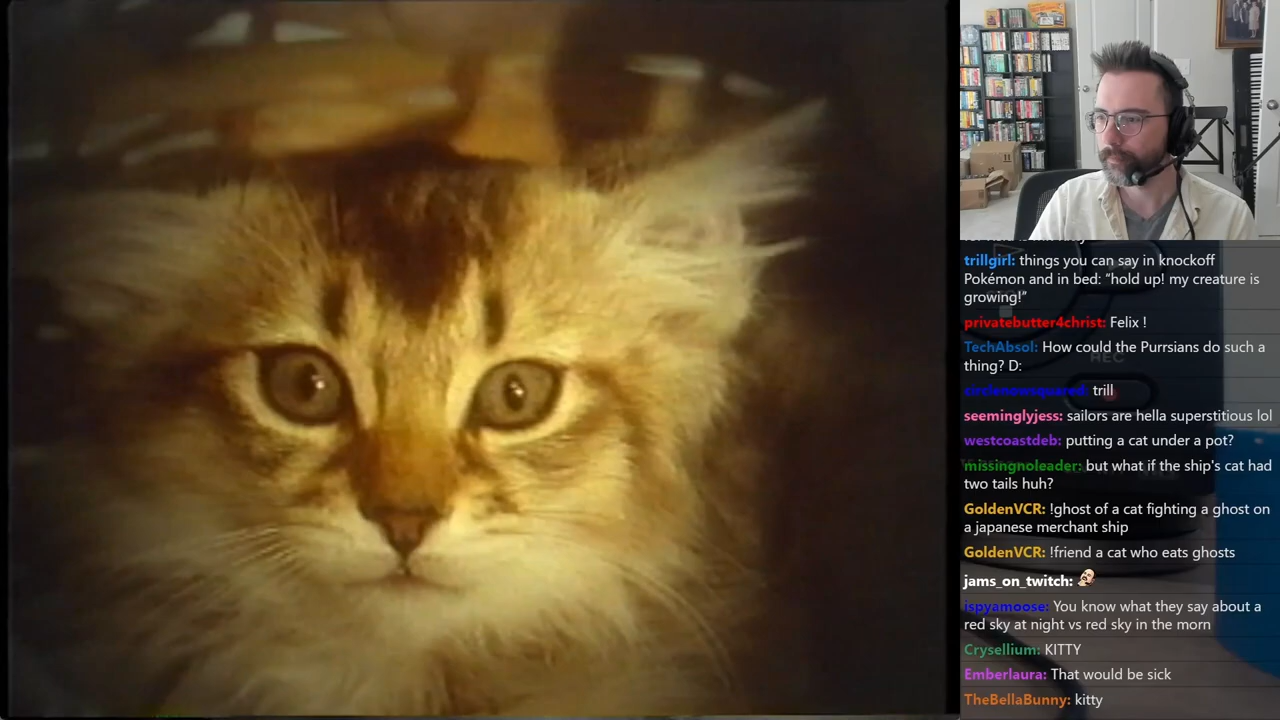 trillgirl: things you can say in knockoff
Pokémon and in bed: “hold up! my creature is
growing!”
privatebutter4christ: Felix !
TechAbsol: How could the Purrsians do such a
thing? D:
REC
circlenowsquared: trill
seeminglyjess: sailors are hella superstitious lol
westcoastdeb: putting a cat under a pot?
missingnoleader: but what if the ship's cat had
two tails huh?
GoldenVCR: !ghost of a cat fighting a ghost on
a japanese merchant ship
GoldenVCR: !friend a cat who eats ghosts
jams_on_twitch:
ispyamoose: You know what they say about a
red sky at night vs red sky in the morn
Crysellium: KITTY
Emberlaura: That would be sick
TheBellaBunny: kitty